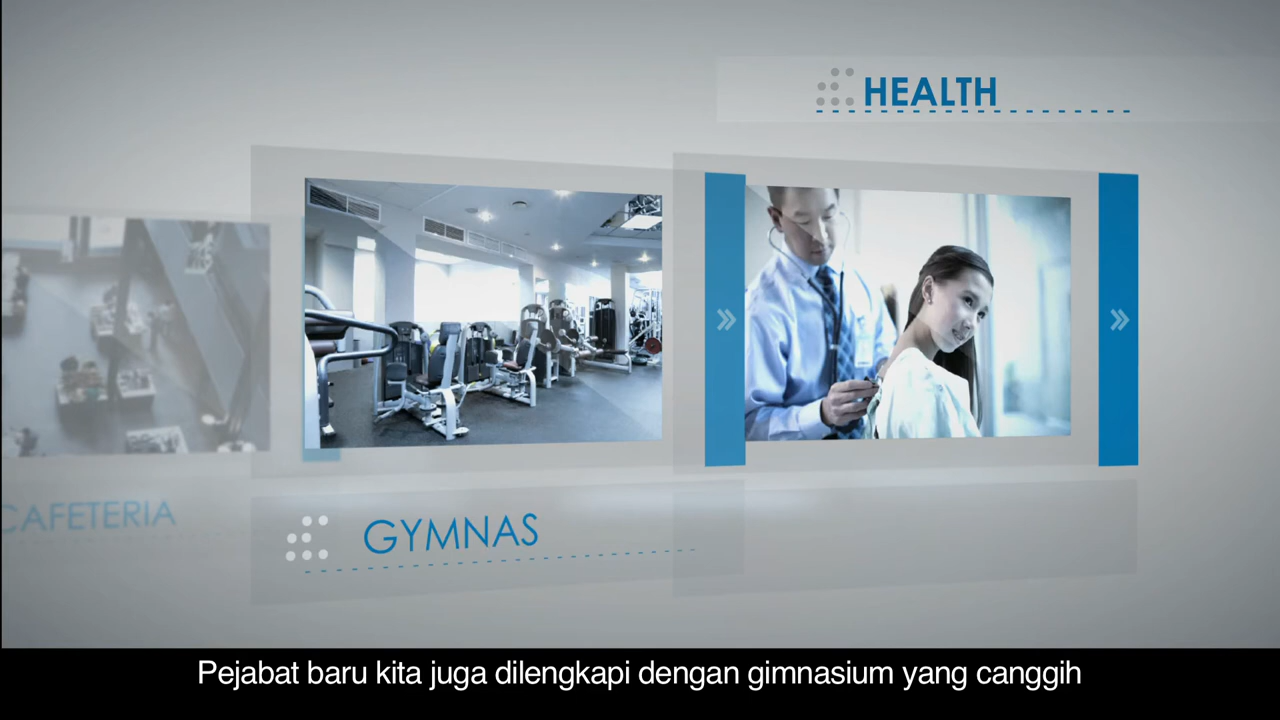 HEALTH
CAFETERIA
GYMNAS
Pejabat baru kita juga dilengkapi dengan gimnasium yang canggih